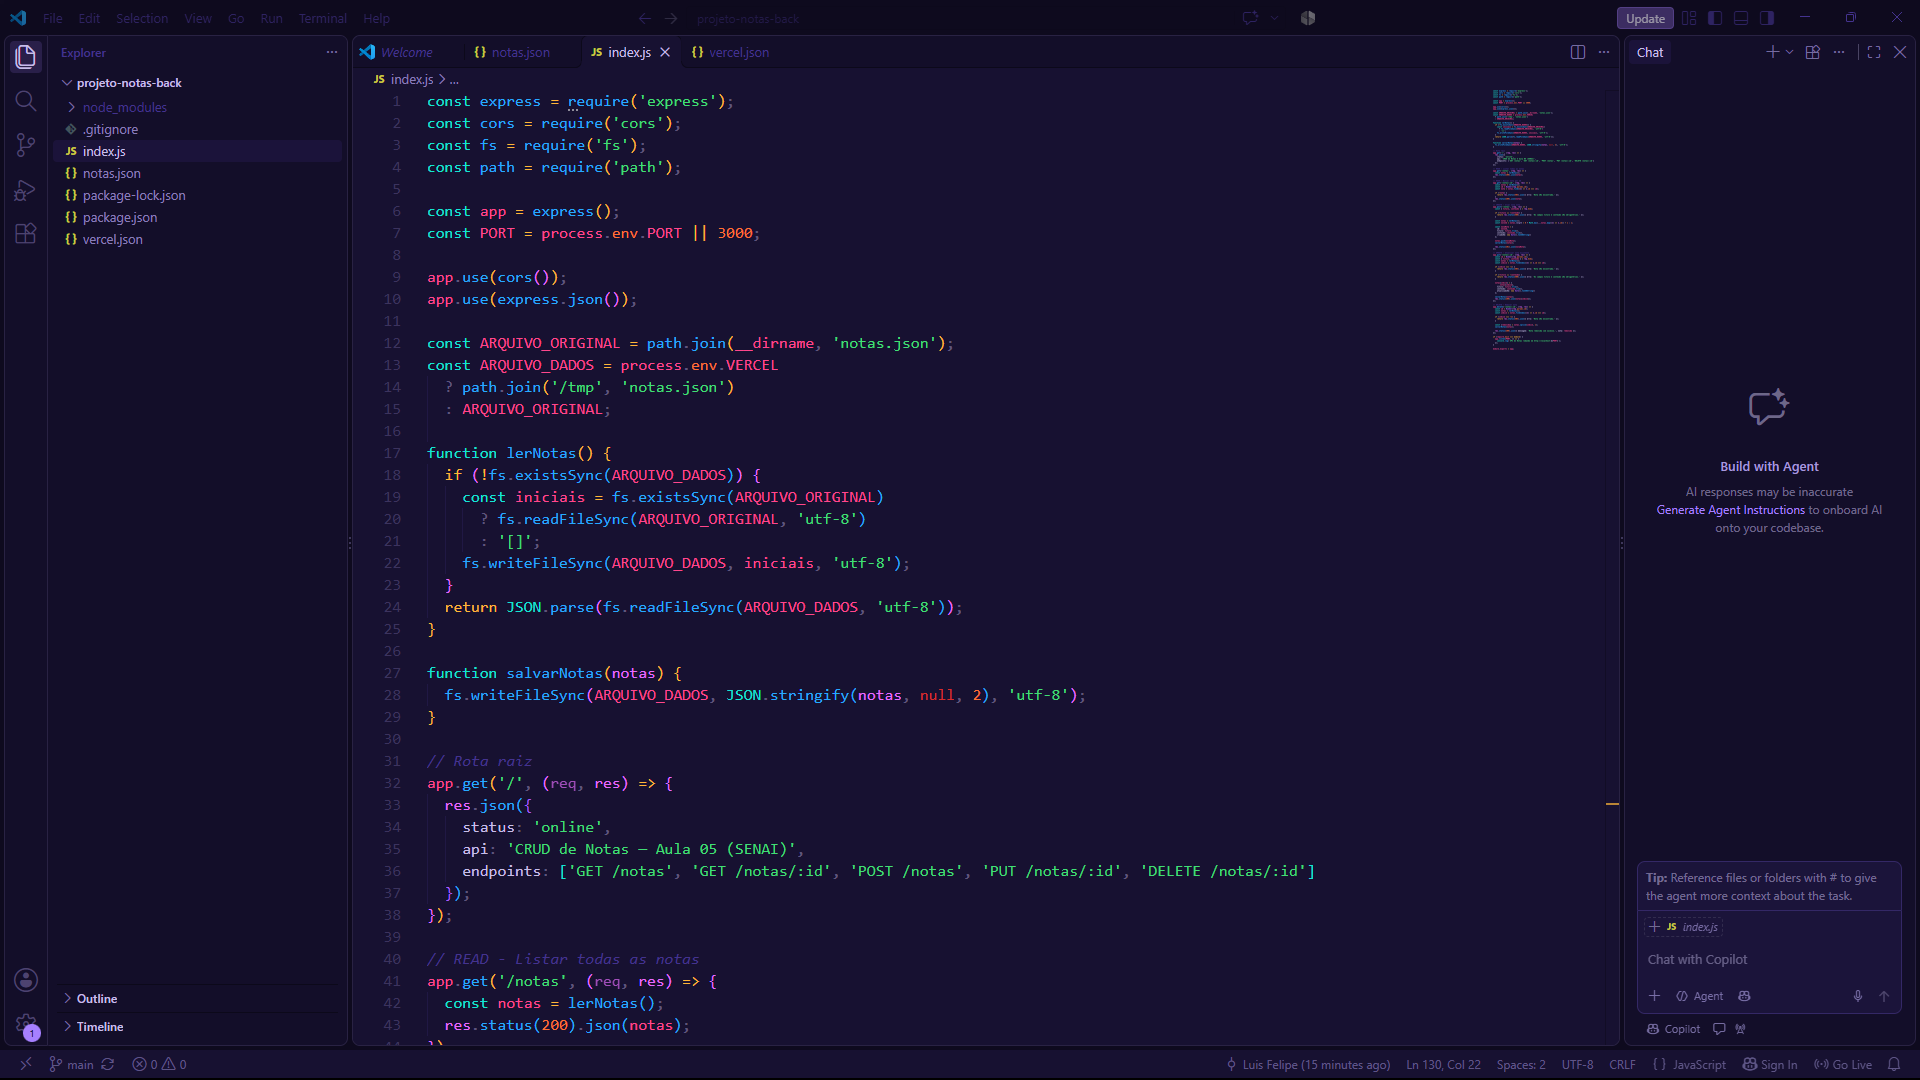 File Edit Selection View Go Run Terminal Help
projeto-notas-back
Update
Explorer
projeto-notas-back
node_modules
.gitignore
JS index.js
{} notas.json
{} package-lock.json
{} package.json
{} vercel.json
Outline
Timeline
1
Welcome
{} notas.json
JS index.js
{} vercel.json
JS index.js > ...
1 const express = require('express');
2 const cors = require('cors');
3 const fs = require('fs');
4 const path = require('path');
5
6 const app = express();
7 const PORT = process.env.PORT || 3000;
8
9 app.use(cors());
10 app.use(express.json());
11
12 const ARQUIVO_ORIGINAL = path.join(__dirname, 'notas.json');
13 const ARQUIVO_DADOS = process.env.VERCEL
14 ? path.join('/tmp', 'notas.json')
15 : ARQUIVO_ORIGINAL;
16
17 function lerNotas() {
18 if (!fs.existsSync(ARQUIVO_DADOS)) {
19 const iniciais = fs.existsSync(ARQUIVO_ORIGINAL)
20 ? fs.readFileSync(ARQUIVO_ORIGINAL, 'utf-8')
21 : '[]';
22 fs.writeFileSync(ARQUIVO_DADOS, iniciais, 'utf-8');
23 }
24 return JSON.parse(fs.readFileSync(ARQUIVO_DADOS, 'utf-8'));
25 }
26
27 function salvarNotas(notas) {
28 fs.writeFileSync(ARQUIVO_DADOS, JSON.stringify(notas, null, 2), 'utf-8');
29 }
30
31 // Rota raiz
32 app.get('/', (req, res) => {
33 res.json({
34 status: 'online',
35 api: 'CRUD de Notas — Aula 05 (SENAI)',
36 endpoints: ['GET /notas', 'GET /notas/:id', 'POST /notas', 'PUT /notas/:id', 'DELETE /notas/:id']
37 });
38 });
39
40 // READ - Listar todas as notas
41 app.get('/notas', (req, res) => {
42 const notas = lerNotas();
43 res.status(200).json(notas);
44 })
Chat
Build with Agent
AI responses may be inaccurate
Generate Agent Instructions to onboard AI
onto your codebase.
Tip: Reference files or folders with # to give
the agent more context about the task.
JS index.js
Chat with Copilot
Agent
Copilot
main
0 0
Luis Felipe (15 minutes ago)
Ln 130, Col 22
Spaces: 2
UTF-8
CRLF
{} JavaScript
Sign In
Go Live